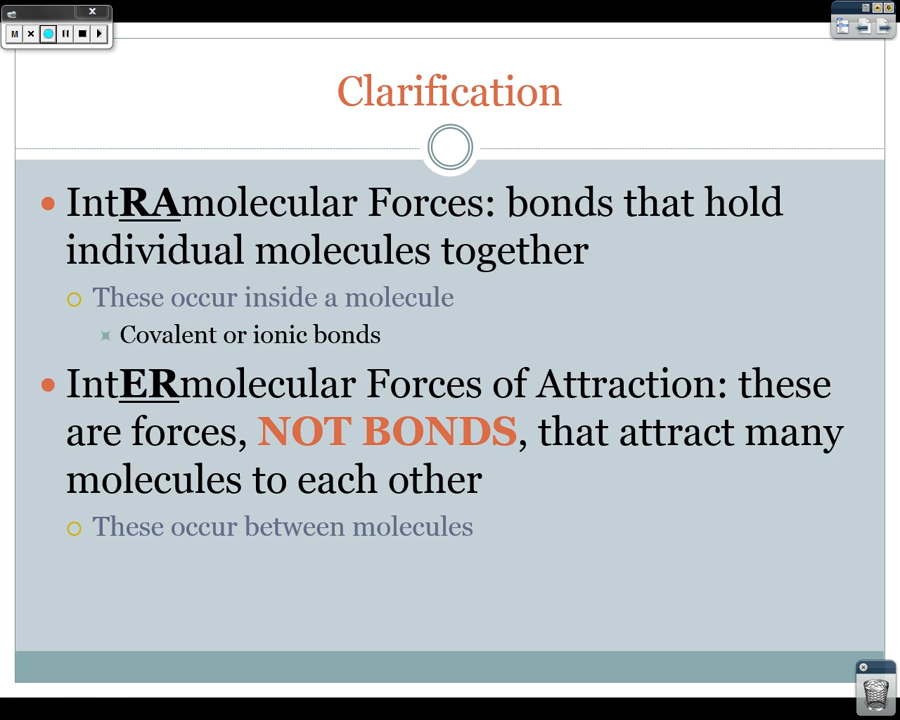 M
Clarification
IntRAmolecular Forces: bonds that hold
individual molecules together
These occur inside a molecule
Covalent or ionic bonds
IntERmolecular Forces of Attraction: these
are forces, NOT BONDS, that attract many
molecules to each other
These occur between molecules